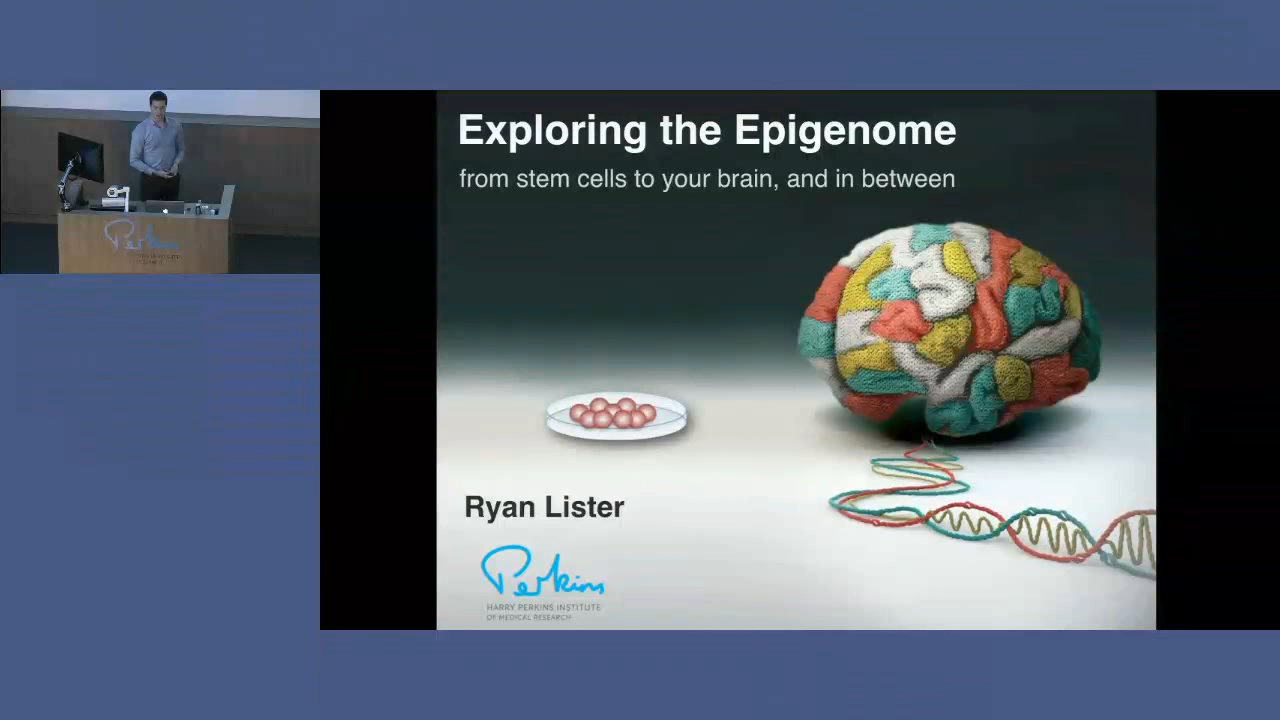 Exploring the Epigenome
from stem cells to your brain, and in between
Ryan Lister
Perkins
HARRY PERKINS INSTITUTE
OF MEDICAL RESEARCH
Perkins